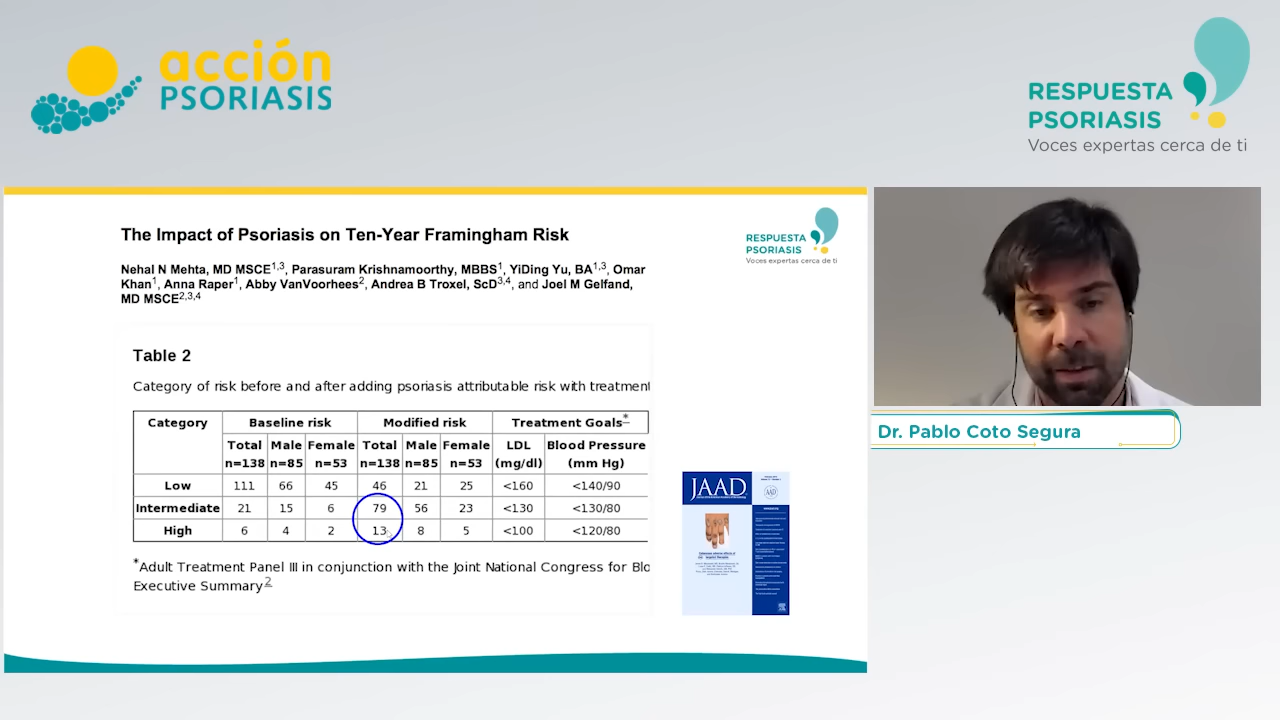 acción
PSORIASIS
RESPUESTA
PSORIASIS
Voces expertas cerca de ti
The Impact of Psoriasis on Ten-Year Framingham Risk
RESPUESTA
PSORIASIS
Voces expertas cerca de ti
Nehal N Mehta, MD MSCE1,3, Parasuram Krishnamoorthy, MBBS1, YiDing Yu, BA1,3, Omar
Khan1, Anna Raper1, Abby VanVoorhees2, Andrea B Troxel, ScD3,4, and Joel M Gelfand,
MD MSCE2,3,4
Table 2
Category of risk before and after adding psoriasis attributable risk with treatment
Category Baseline risk Modified risk Treatment Goals*
Total Male Female Total Male Female LDL Blood Pressure
n=138 n=85 n=53 n=138 n=85 n=53 (mg/dl) (mm Hg)
Low 111 66 45 46 21 25 <160 <140/90
Intermediate 21 15 6 79 56 23 <130 <130/80
High 6 4 2 13 8 5 <100 <120/80
*Adult Treatment Panel III in conjunction with the Joint National Congress for Blo
Executive Summary2.
JAAD
Dr. Pablo Coto Segura